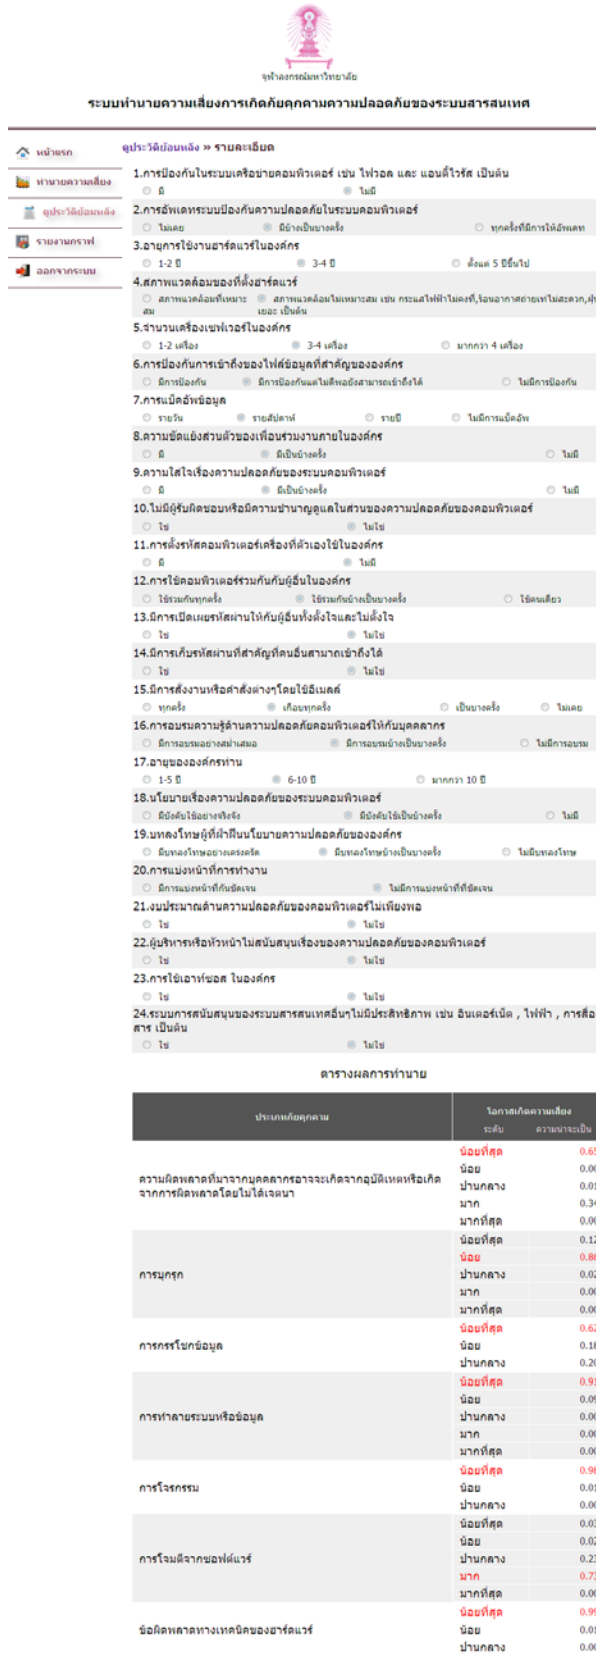 จุฬาลงกรณ์มหาวิทยาลัย
ระบบทำนายความเสี่ยงการเกิดภัยคุกคามความปลอดภัยของระบบสารสนเทศ
หน้าแรก
ทำนายความเสี่ยง
ดูประวัติย้อนหลัง
รายงานกราฟ
ออกจากระบบ
ดูประวัติย้อนหลัง » รายละเอียด
1.การป้องกันในระบบเครือข่ายคอมพิวเตอร์ เช่น ไฟวอล และ แอนตี้ไวรัส เป็นต้น
มี ไม่มี
2.การอัพเดทระบบป้องกันความปลอดภัยในระบบคอมพิวเตอร์
ไม่เคย มีบ้างเป็นบางครั้ง ทุกครั้งที่มีการให้อัพเดท
3.อายุการใช้งานฮาร์ดแวร์ในองค์กร
1-2 ปี 3-4 ปี ตั้งแต่ 5 ปีขึ้นไป
4.สภาพแวดล้อมของที่ตั้งฮาร์ดแวร์
สภาพแวดล้อมที่เหมาะ สภาพแวดล้อมไม่เหมาะสม เช่น กระแสไฟฟ้าไม่คงที่,ร้อนอากาศถ่ายเทไม่สะดวก,ฝุ่น
สม เยอะ เป็นต้น
5.จำนวนเครื่องเซฟเวอร์ในองค์กร
1-2 เครื่อง 3-4 เครื่อง มากกว่า 4 เครื่อง
6.การป้องกันการเข้าถึงของไฟล์ข้อมูลที่สำคัญขององค์กร
มีการป้องกัน มีการป้องกันแต่ไม่ดีพอยังสามารถเข้าถึงได้ ไม่มีการป้องกัน
7.การแบ็คอัพข้อมูล
รายวัน รายสัปดาห์ รายปี ไม่มีการแบ็คอัพ
8.ความขัดแย้งส่วนตัวของเพื่อนร่วมงานภายในองค์กร
มี มีเป็นบ้างครั้ง ไม่มี
9.ความใส่ใจเรื่องความปลอดภัยของระบบคอมพิวเตอร์
มี มีเป็นบ้างครั้ง ไม่มี
10.ไม่มีผู้รับผิดชอบหรือมีความชำนาญดูแลในส่วนของความปลอดภัยของคอมพิวเตอร์
ใช่ ไม่ใช่
11.การตั้งรหัสคอมพิวเตอร์เครื่องที่ตัวเองใช้ในองค์กร
มี ไม่มี
12.การใช้คอมพิวเตอร์ร่วมกันกับผู้อื่นในองค์กร
ใช้ร่วมกันทุกครั้ง ใช้ร่วมกันบ้างเป็นบางครั้ง ใช้คนเดียว
13.มีการเปิดเผยรหัสผ่านให้กับผู้อื่นทั้งตั้งใจและไม่ตั้งใจ
ใช่ ไม่ใช่
14.มีการเก็บรหัสผ่านที่สำคัญที่คนอื่นสามารถเข้าถึงได้
ใช่ ไม่ใช่
15.มีการสั่งงานหรือคำสั่งต่างๆโดยใช้อีเมลล์
ทุกครั้ง เกือบทุกครั้ง เป็นบางครั้ง ไม่เคย
16.การอบรมความรู้ด้านความปลอดภัยคอมพิวเตอร์ให้กับบุคคลากร
มีการอบรมอย่างสม่ำเสมอ มีการอบรมบ้างเป็นบางครั้ง ไม่มีการอบรม
17.อายุขององค์กรท่าน
1-5 ปี 6-10 ปี มากกว่า 10 ปี
18.นโยบายเรื่องความปลอดภัยของระบบคอมพิวเตอร์
มีบังคับใช้อย่างจริงจัง มีบังคับใช้เป็นบ้างครั้ง ไม่มี
19.บทลงโทษผู้ที่ฝ่าฝืนนโยบายความปลอดภัยขององค์กร
มีบทลองโทษอย่างเคร่งครัด มีบทลองโทษบ้างเป็นบางครั้ง ไม่มีบทลองโทษ
20.การแบ่งหน้าที่การทำงาน
มีการแบ่งหน้าที่กันชัดเจน ไม่มีการแบ่งหน้าที่ที่ชัดเจน
21.งบประมาณด้านความปลอดภัยของคอมพิวเตอร์ไม่เพียงพอ
ใช่ ไม่ใช่
22.ผู้บริหารหรือหัวหน้าไม่สนับสนุนเรื่องของความปลอดภัยของคอมพิวเตอร์
ใช่ ไม่ใช่
23.การใช้เอาท์ซอส ในองค์กร
ใช่ ไม่ใช่
24.ระบบการสนับสนุนของระบบสารสนเทศอื่นๆไม่มีประสิทธิภาพ เช่น อินเตอร์เน็ต , ไฟฟ้า , การสื่อ
สาร เป็นต้น
ใช่ ไม่ใช่
ตารางผลการทำนาย
ประเภทภัยคุกคาม โอกาสเกิดความเสี่ยง
ระดับ ความน่าจะเป็น
ความผิดพลาดที่มาจากบุคคลากรอาจจะเกิดจากอุบัติเหตุหรือเกิด
จากการผิดพลาดโดยไม่ได้เจตนา
น้อยที่สุด 0.65
น้อย 0.00
ปานกลาง 0.01
มาก 0.34
มากที่สุด 0.00
การบุกรุก
น้อยที่สุด 0.12
น้อย 0.86
ปานกลาง 0.02
มาก 0.00
มากที่สุด 0.00
การกรรโชกข้อมูล
น้อยที่สุด 0.62
น้อย 0.18
ปานกลาง 0.20
การทำลายระบบหรือข้อมูล
น้อยที่สุด 0.91
น้อย 0.09
ปานกลาง 0.00
มาก 0.00
มากที่สุด 0.00
การโจรกรรม
น้อยที่สุด 0.98
น้อย 0.01
ปานกลาง 0.00
การโจมตีจากซอฟต์แวร์
น้อยที่สุด 0.03
น้อย 0.02
ปานกลาง 0.23
มาก 0.73
มากที่สุด 0.00
ข้อผิดพลาดทางเทคนิคของฮาร์ดแวร์
น้อยที่สุด 0.99
น้อย 0.01
ปานกลาง 0.00